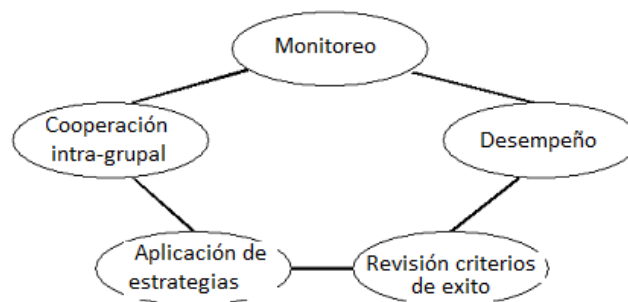 Monitoreo
Cooperación
intra-grupal
Desempeño
Aplicación de
estrategias
Revisión criterios
de exito